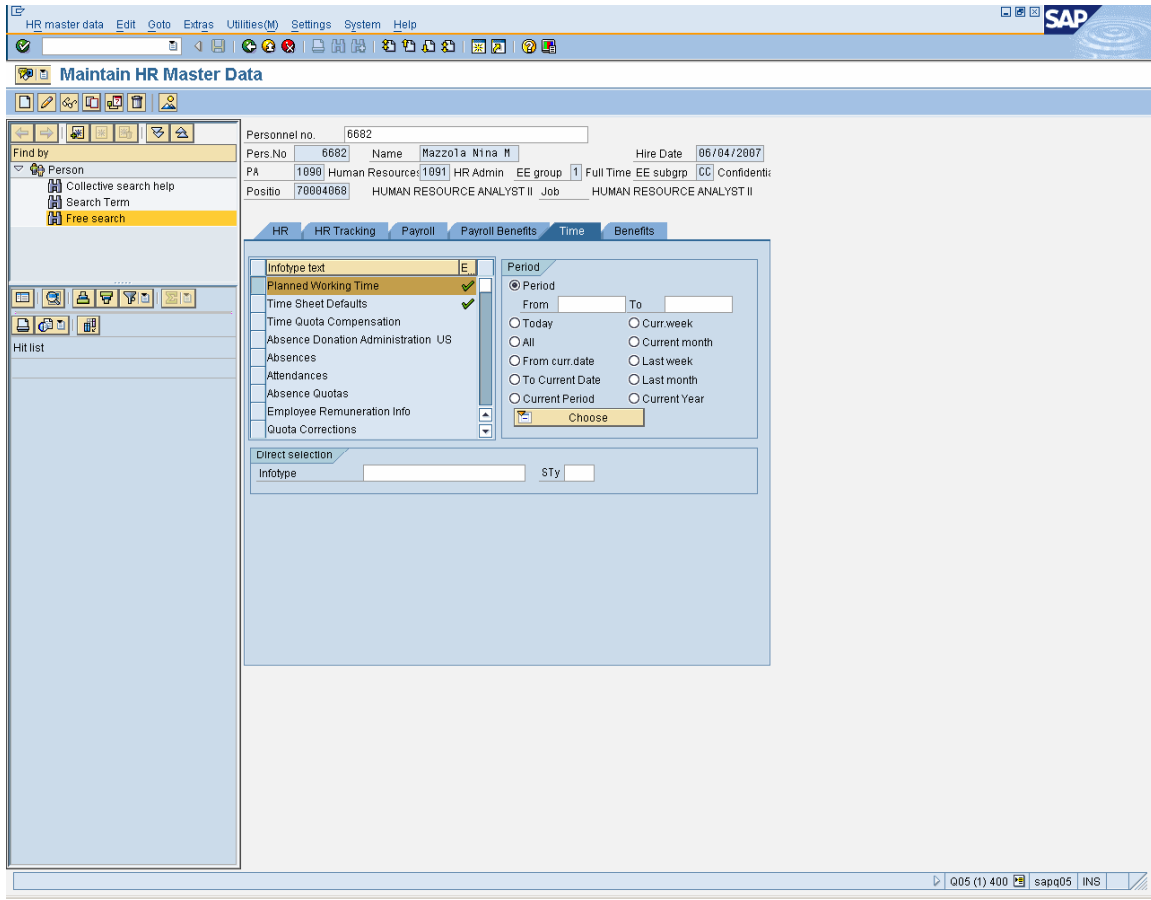 HR master data Edit Goto Extras Utilities(M) Settings System Help
SAP
Maintain HR Master Data
Find by
Person
Collective search help
Search Term
Free search
Hit list
Personnel no. 6682
Pers.No 6682 Name Mazzola Nina M Hire Date 06/04/2007
PA 1090 Human Resources 1091 HR Admin EE group 1 Full Time EE subgrp CC Confidentia
Positio 70004068 HUMAN RESOURCE ANALYST II Job HUMAN RESOURCE ANALYST II
HR HR Tracking Payroll Payroll Benefits Time Benefits
Infotype text E..
Planned Working Time
Time Sheet Defaults
Time Quota Compensation
Absence Donation Administration US
Absences
Attendances
Absence Quotas
Employee Remuneration Info
Quota Corrections
Period
Period
From To
Today Curr.week
All Current month
From curr.date Last week
To Current Date Last month
Current Period Current Year
Choose
Direct selection
Infotype STy
Q05 (1) 400 sapq05 INS